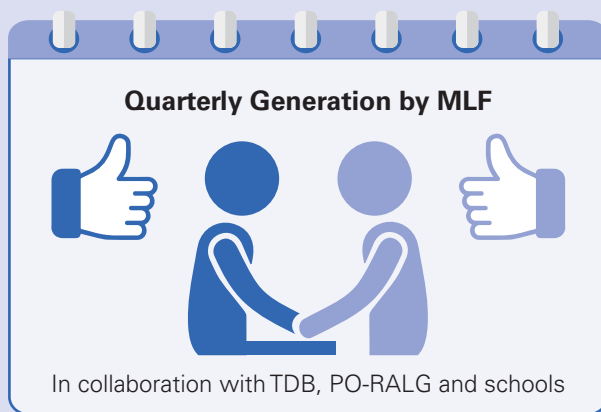 Quarterly Generation by MLF
In collaboration with TDB, PO-RALG and schools